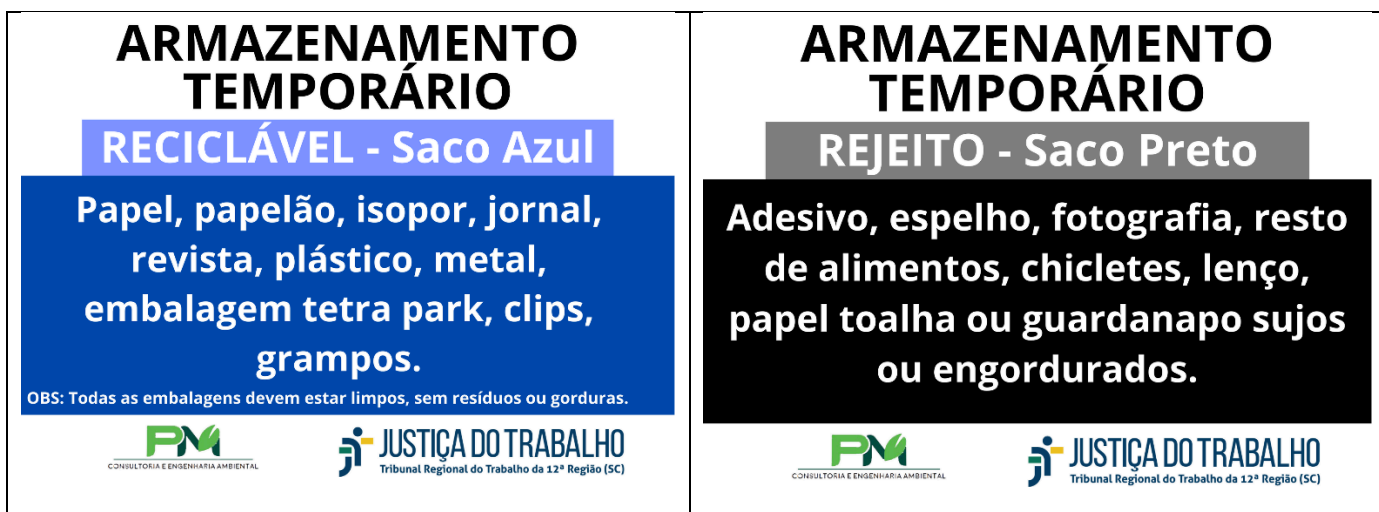 ARMAZENAMENTO
TEMPORÁRIO
RECICLÁVEL - Saco Azul
Papel, papelão, isopor, jornal,
revista, plástico, metal,
embalagem tetra park, clips,
grampos.
OBS: Todas as embalagens devem estar limpos, sem resíduos ou gorduras.
PM
CONSULTORIA E ENGENHARIA AMBIENTAL
JUSTIÇA DO TRABALHO
Tribunal Regional do Trabalho da 12ª Região (SC)
ARMAZENAMENTO
TEMPORÁRIO
REJEITO - Saco Preto
Adesivo, espelho, fotografia, resto
de alimentos, chicletes, lenço,
papel toalha ou guardanapo sujos
ou engordurados.
PM
CONSULTORIA E ENGENHARIA AMBIENTAL
JUSTIÇA DO TRABALHO
Tribunal Regional do Trabalho da 12ª Região (SC)